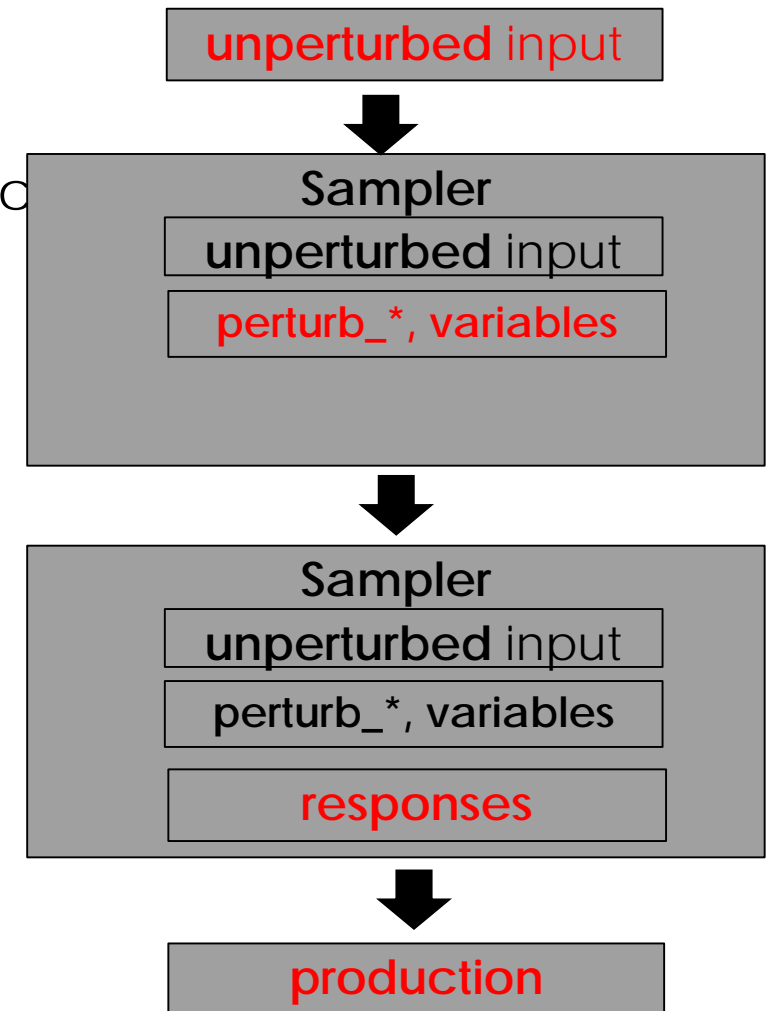 unperturbed input
Sampler
unperturbed input
perturb_*, variables
Sampler
unperturbed input
perturb_*, variables
responses
production